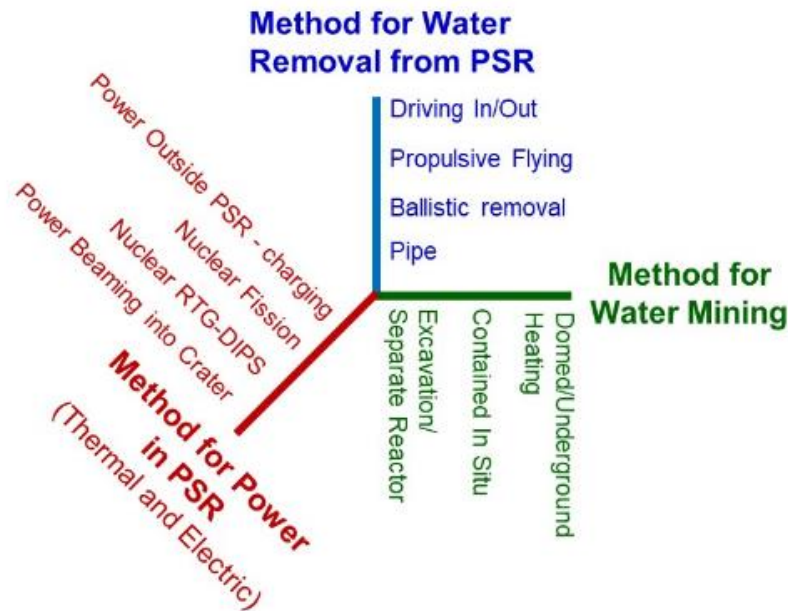 Method for Water
Removal from PSR
Driving In/Out
Propulsive Flying
Ballistic removal
Pipe
Method for
Water Mining
Excavation/
Separate Reactor
Contained In Situ
Domed/Underground
Heating
Power Outside PSR - charging
Nuclear Fission
Nuclear RTG-DIPS
Power Beaming into Crater
Method for Power
in PSR
(Thermal and Electric)